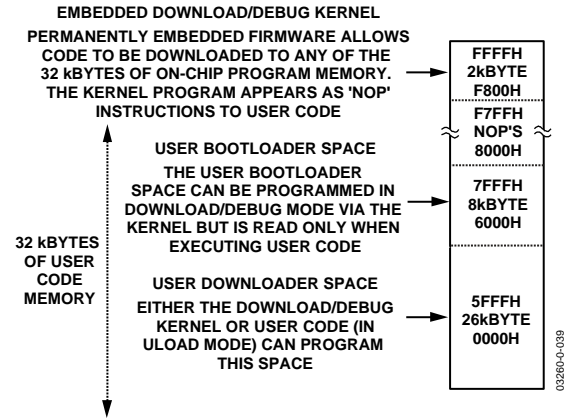 EMBEDDED DOWNLOAD/DEBUG KERNEL
PERMANENTLY EMBEDDED FIRMWARE ALLOWS
CODE TO BE DOWNLOADED TO ANY OF THE
32 kBYTES OF ON-CHIP PROGRAM MEMORY.
THE KERNEL PROGRAM APPEARS AS 'NOP'
INSTRUCTIONS TO USER CODE
FFFFH
2kBYTE
F800H
F7FFH
NOP'S
8000H
USER BOOTLOADER SPACE
THE USER BOOTLOADER
SPACE CAN BE PROGRAMMED IN
DOWNLOAD/DEBUG MODE VIA THE
KERNEL BUT IS READ ONLY WHEN
EXECUTING USER CODE
7FFFH
8kBYTE
6000H
32 kBYTES
OF USER
CODE
MEMORY
USER DOWNLOADER SPACE
EITHER THE DOWNLOAD/DEBUG
KERNEL OR USER CODE (IN
ULOAD MODE) CAN PROGRAM
THIS SPACE
5FFFH
26kBYTE
0000H
03260-0-039